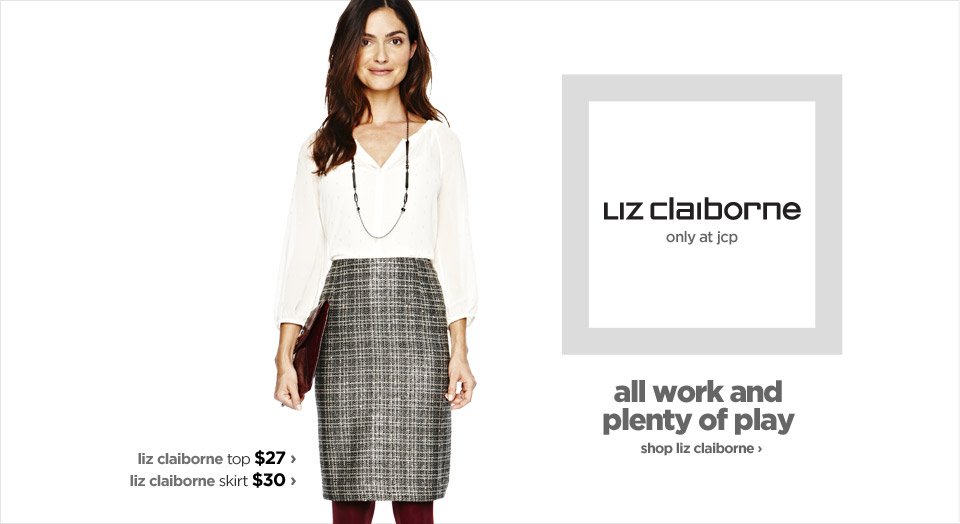 liz claiborne
only at jcp
all work and
plenty of play
shop liz claiborne ›
liz claiborne top $27 ›
liz claiborne skirt $30 ›